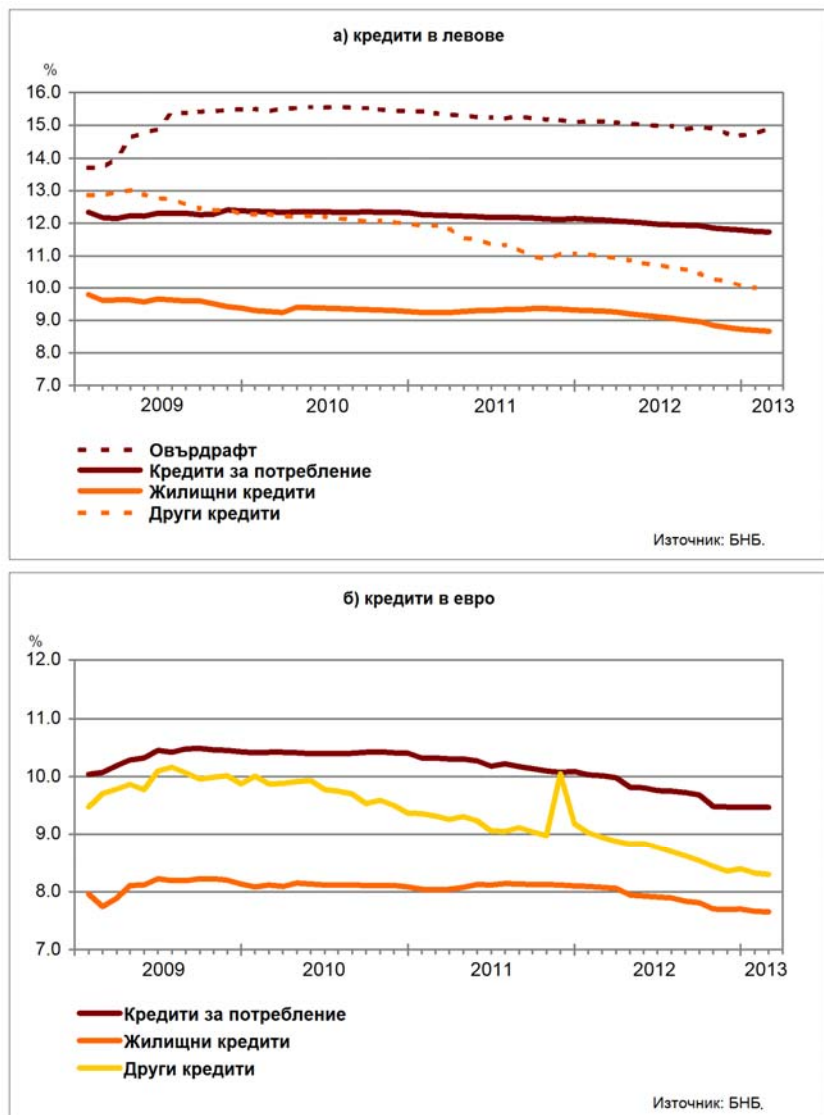 а) кредити в левове
%
16.0
15.0
14.0
13.0
12.0
11.0
10.0
9.0
8.0
7.0
2009 2010 2011 2012 2013
Овърдрафт
Кредити за потребление
Жилищни кредити
Други кредити
Източник: БНБ.
б) кредити в евро
%
12.0
11.0
10.0
9.0
8.0
7.0
2009 2010 2011 2012 2013
Кредити за потребление
Жилищни кредити
Други кредити
Източник: БНБ.